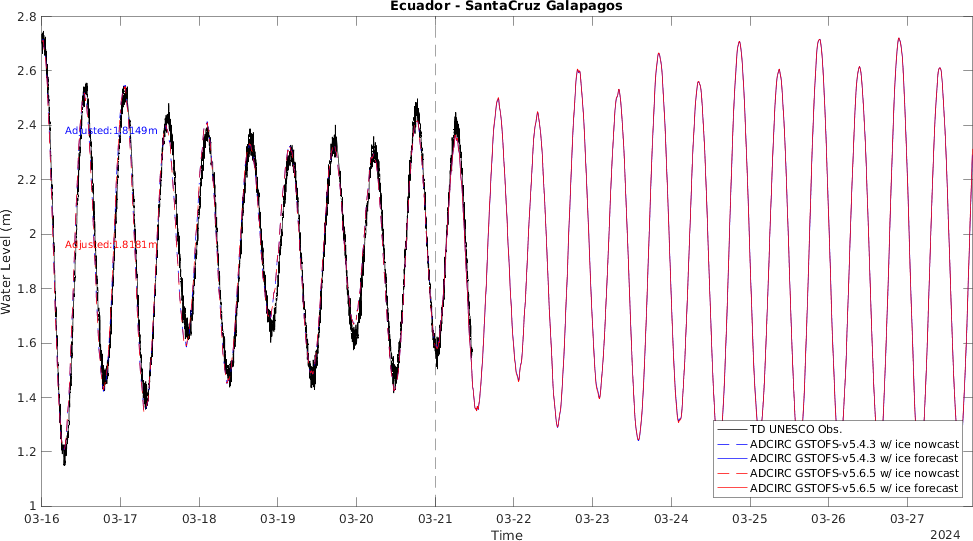 Ecuador - SantaCruz Galapagos
2.8
2.6
2.4
2.2
2
1.8
1.6
1.4
1.2
1
Water Level (m)
Adjusted:1.8149m
Adjusted:1.8181m
TD UNESCO Obs.
ADCIRC GSTOFS-v5.4.3 w/ ice nowcast
ADCIRC GSTOFS-v5.4.3 w/ ice forecast
ADCIRC GSTOFS-v5.6.5 w/ ice nowcast
ADCIRC GSTOFS-v5.6.5 w/ ice forecast
03-16 03-17 03-18 03-19 03-20 03-21 03-22 03-23 03-24 03-25 03-26 03-27
Time
2024